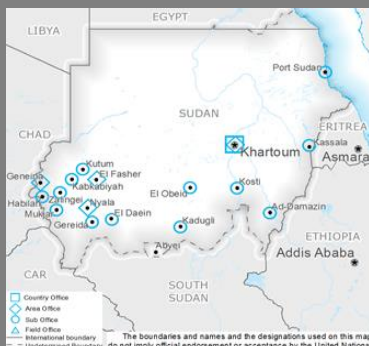 EGYPT
LIBYA
Port Sudan
SUDAN
CHAD
ERITREA
Kassala
Khartoum
Asmara
Kutum
El Fasher
Geneina
Kabkabiyah
Zalingei
El Obeid
Kosti
Habila
Nyala
Mukjar
El Daein
Ad-Damazin
Gereida
Kadugli
ETHIOPIA
Abyei
Addis Ababa
CAR
SOUTH
SUDAN
Country Office
Area Office
Sub Office
Field Office
International boundary
Undetermined Boundary
The boundaries and names and the designations used on this map
do not imply official endorsement or acceptance by the United Nations